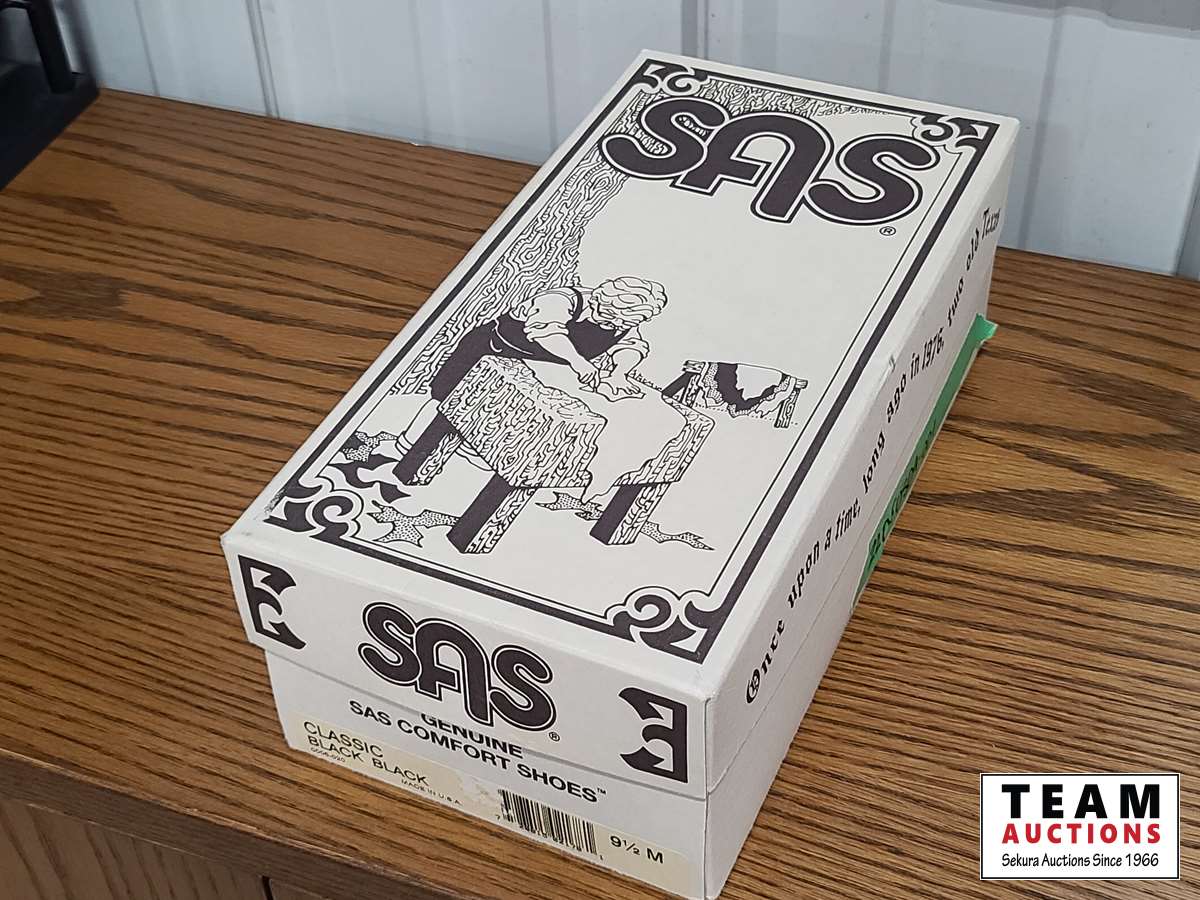 SAS
®
Once upon a time, long ago in 1976, two old Texas
SAS
®
GENUINE
SAS COMFORT SHOES™
CLASSIC
BLACK BLACK
MADE IN U.S.A.
9½ M
TEAM
AUCTIONS
Sekura Auctions Since 1966